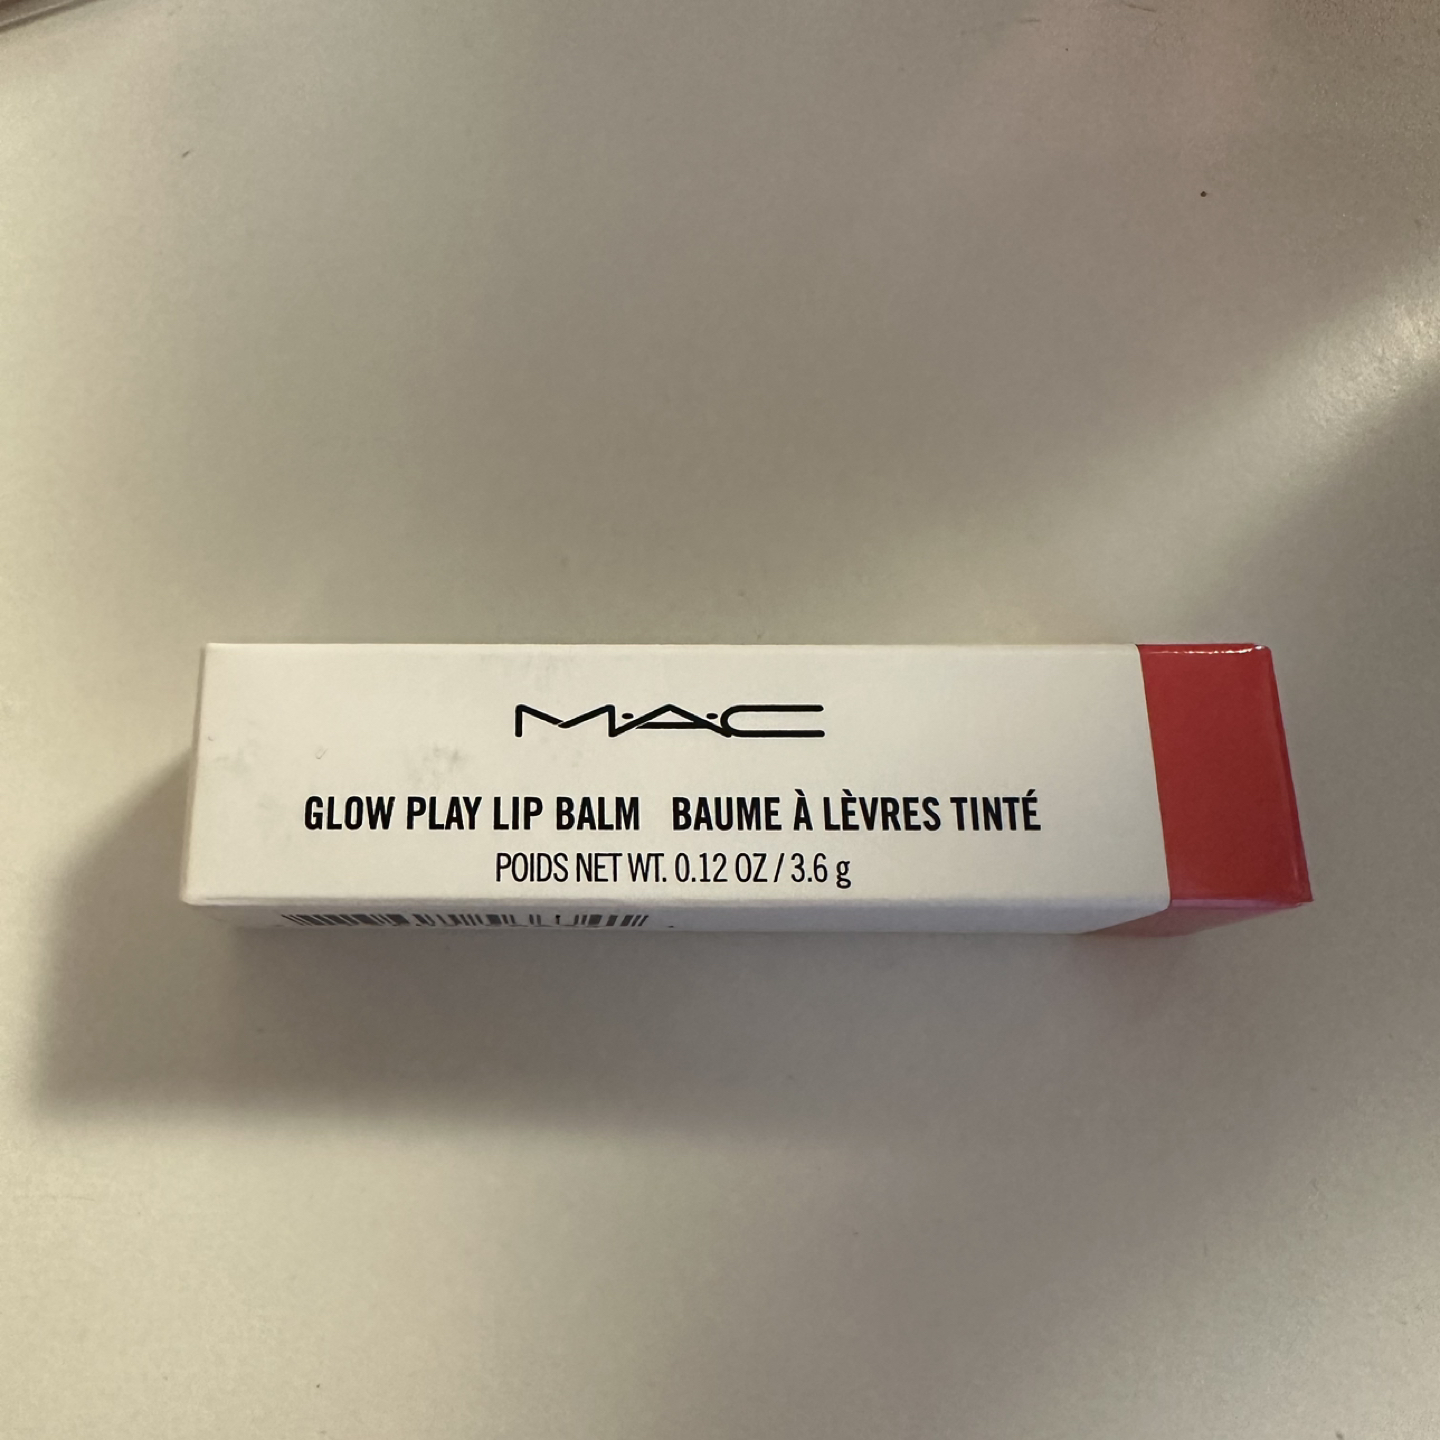 M·A·C
GLOW PLAY LIP BALM BAUME À LÈVRES TINTÉ
POIDS NET WT. 0.12 OZ / 3.6 g